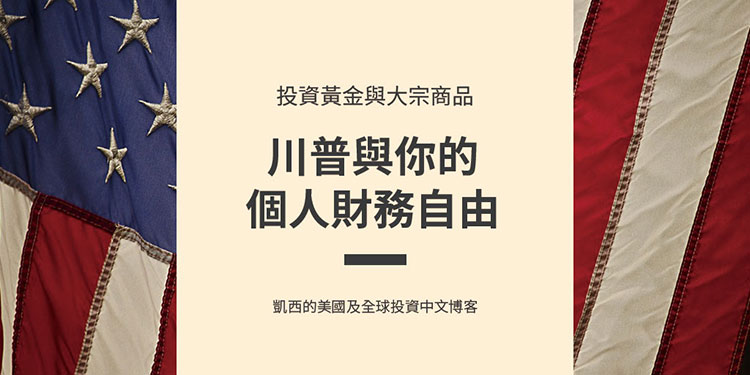 投資黃金與大宗商品
川普與你的
個人財務自由
凱西的美國及全球投資中文博客